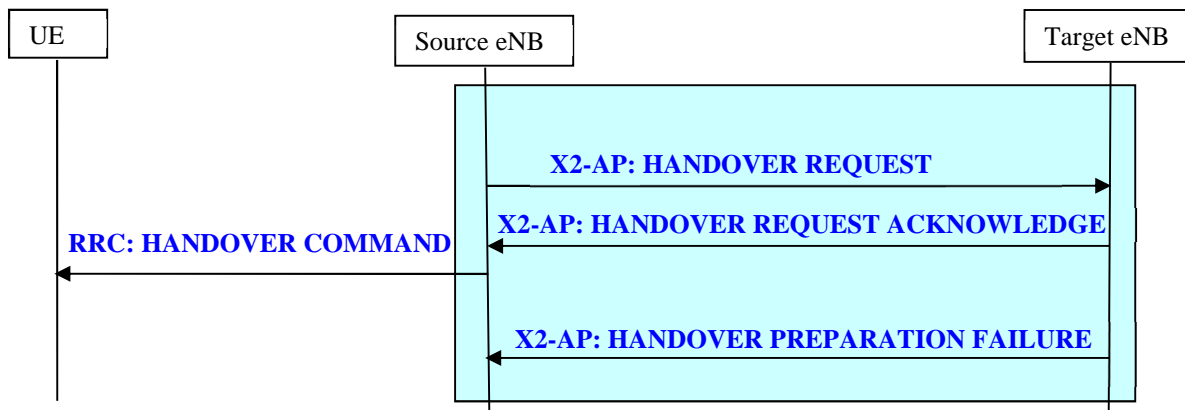 UE
Source eNB
Target eNB
X2-AP: HANDOVER REQUEST
X2-AP: HANDOVER REQUEST ACKNOWLEDGE
RRC: HANDOVER COMMAND
X2-AP: HANDOVER PREPARATION FAILURE